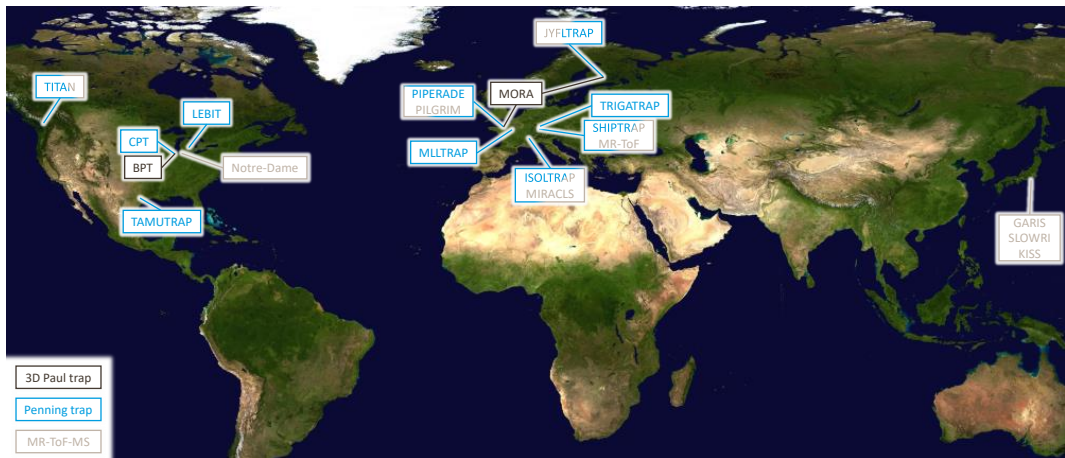 JYFLTRAP
TITAN
PIPERADE
PILGRIM
MORA
TRIGATRAP
LEBIT
SHIPTRAP
MR-ToF
CPT
BPT
Notre-Dame
MLLTRAP
ISOLTRAP
MIRACLS
TAMUTRAP
GARIS
SLOWRI
KISS
3D Paul trap
Penning trap
MR-ToF-MS